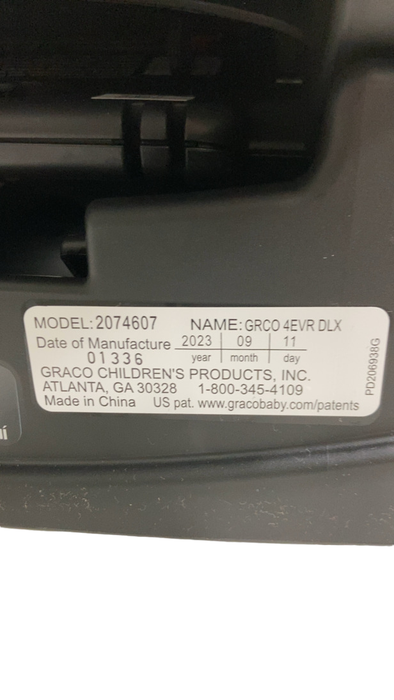 MODEL: 2074607 NAME: GRCO 4EVR DLX
Date of Manufacture 2023 09 11
01336 year month day
GRACO CHILDREN'S PRODUCTS, INC.
ATLANTA, GA 30328 1-800-345-4109
Made in China US pat. www.gracobaby.com/patents
PD206938G